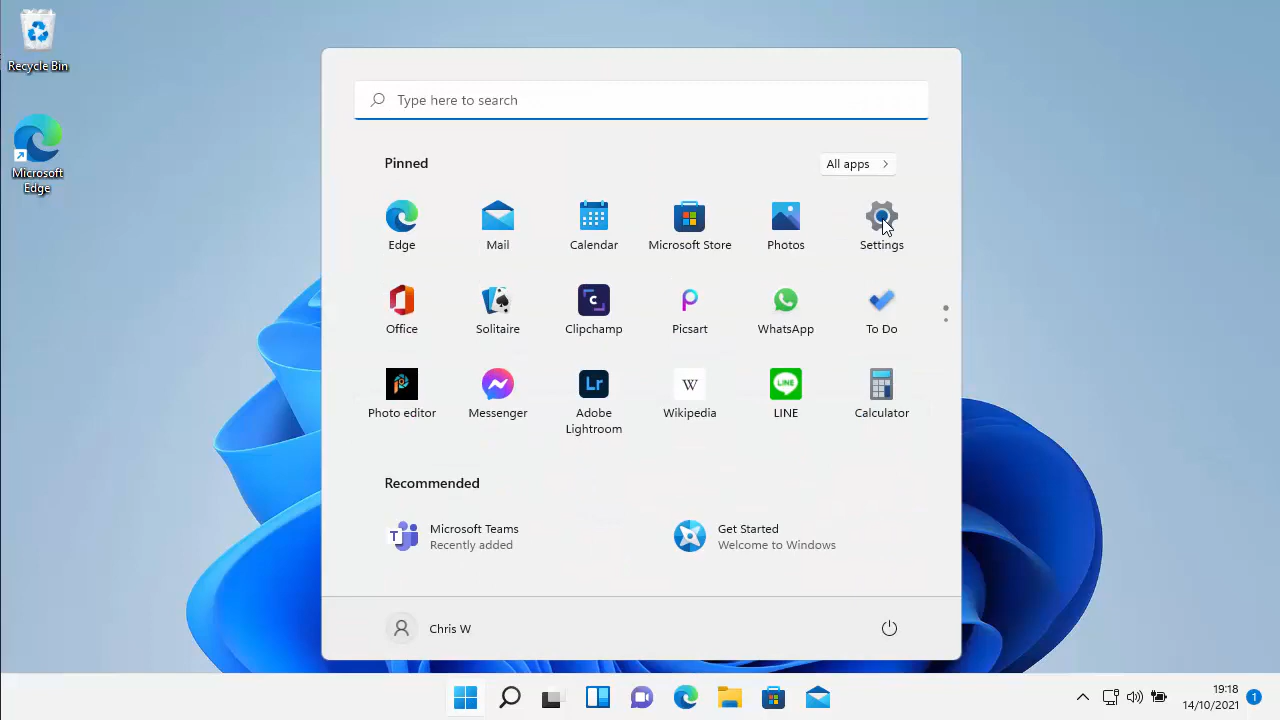 Recycle Bin
Microsoft
Edge
Type here to search
Pinned
All apps
Edge
Mail
Calendar
Microsoft Store
Photos
Settings
Office
Solitaire
Clipchamp
Picsart
WhatsApp
To Do
Photo editor
Messenger
Adobe
Lightroom
Wikipedia
LINE
Calculator
C
Lr
W
LINE
Recommended
T
Microsoft Teams
Recently added
Get Started
Welcome to Windows
Chris W
19:18
14/10/2021
1